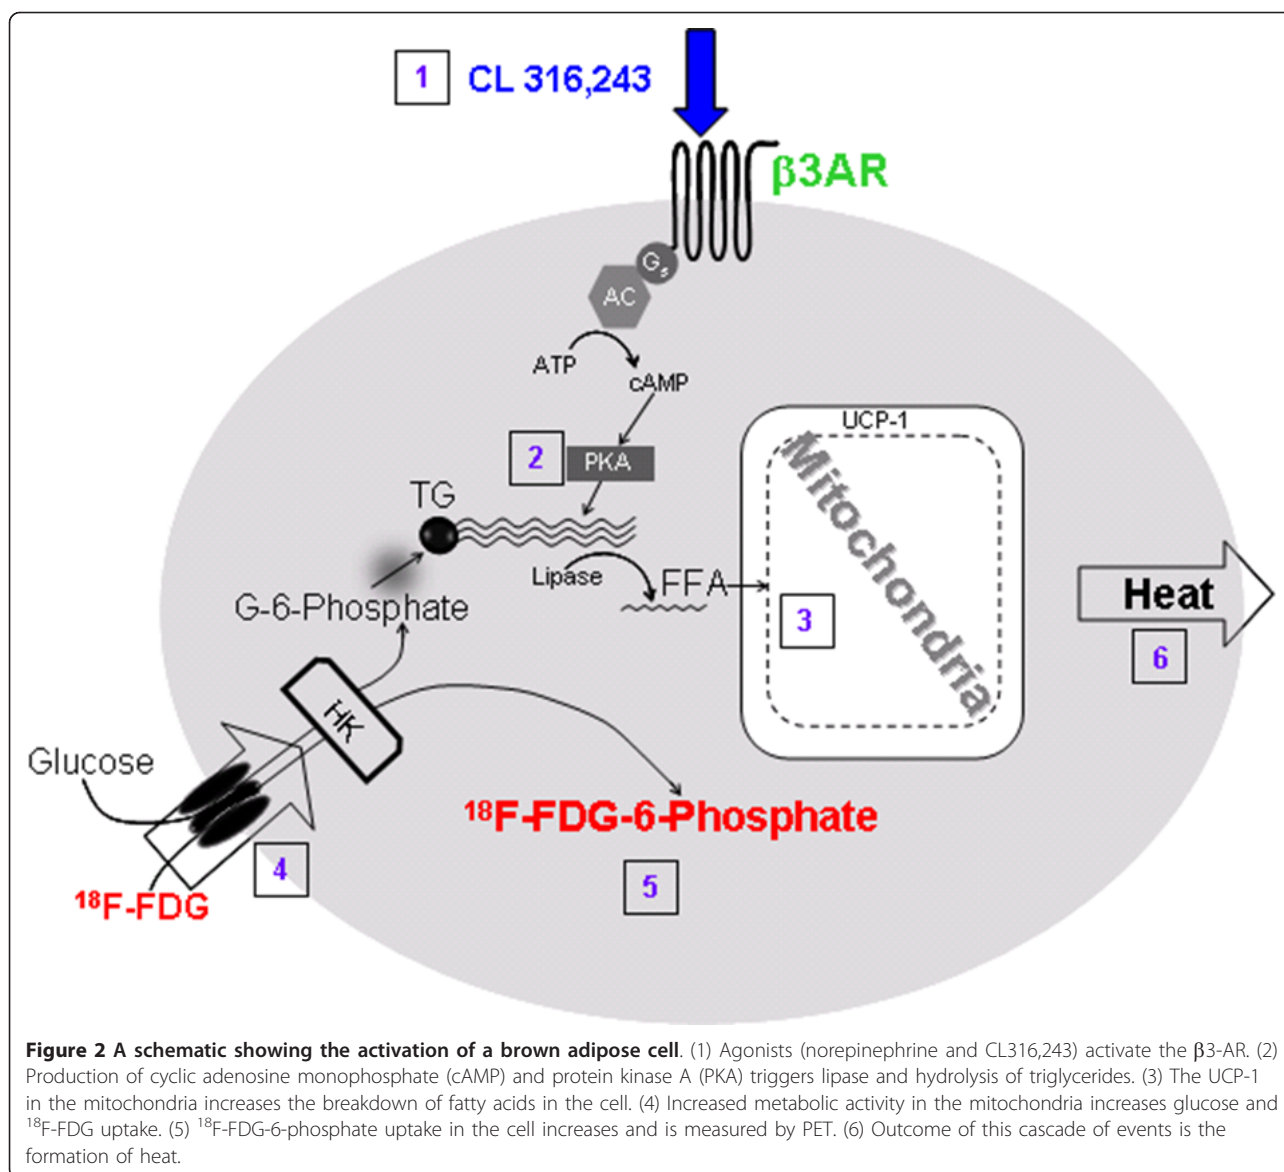 1 CL 316,243
β3AR
Gs
AC
ATP
cAMP
UCP-1
2 PKA
Mitochondria
TG
Lipase
FFA
G-6-Phosphate
3
Heat
6
HK
Glucose
¹⁸F-FDG-6-Phosphate
4
5
¹⁸F-FDG
Figure 2 A schematic showing the activation of a brown adipose cell. (1) Agonists (norepinephrine and CL316,243) activate the β3-AR. (2)
Production of cyclic adenosine monophosphate (cAMP) and protein kinase A (PKA) triggers lipase and hydrolysis of triglycerides. (3) The UCP-1
in the mitochondria increases the breakdown of fatty acids in the cell. (4) Increased metabolic activity in the mitochondria increases glucose and
¹⁸F-FDG uptake. (5) ¹⁸F-FDG-6-phosphate uptake in the cell increases and is measured by PET. (6) Outcome of this cascade of events is the
formation of heat.